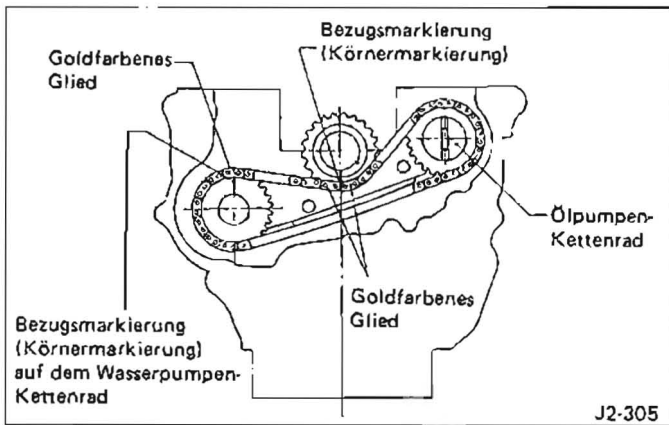 Bezugsmarkierung
(Körnermarkierung)
Goldfarbenes
Glied
Ölpumpen-
Kettenrad
Goldfarbenes
Glied
Bezugsmarkierung
(Körnermarkierung)
auf dem Wasserpumpen-
Kettenrad
J2-305